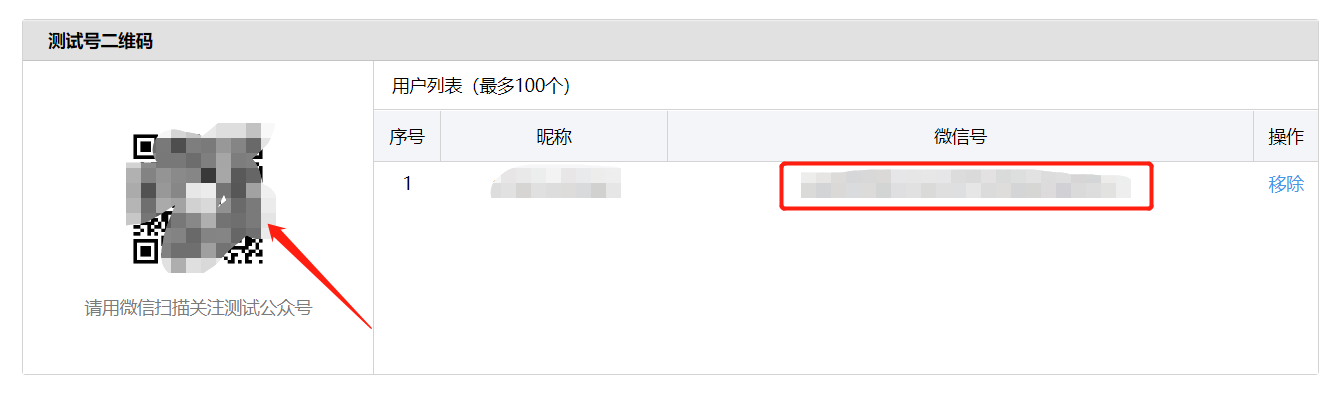 测试号二维码
用户列表（最多100个）
序号 昵称 微信号 操作
1 移除
请用微信扫描关注测试公众号